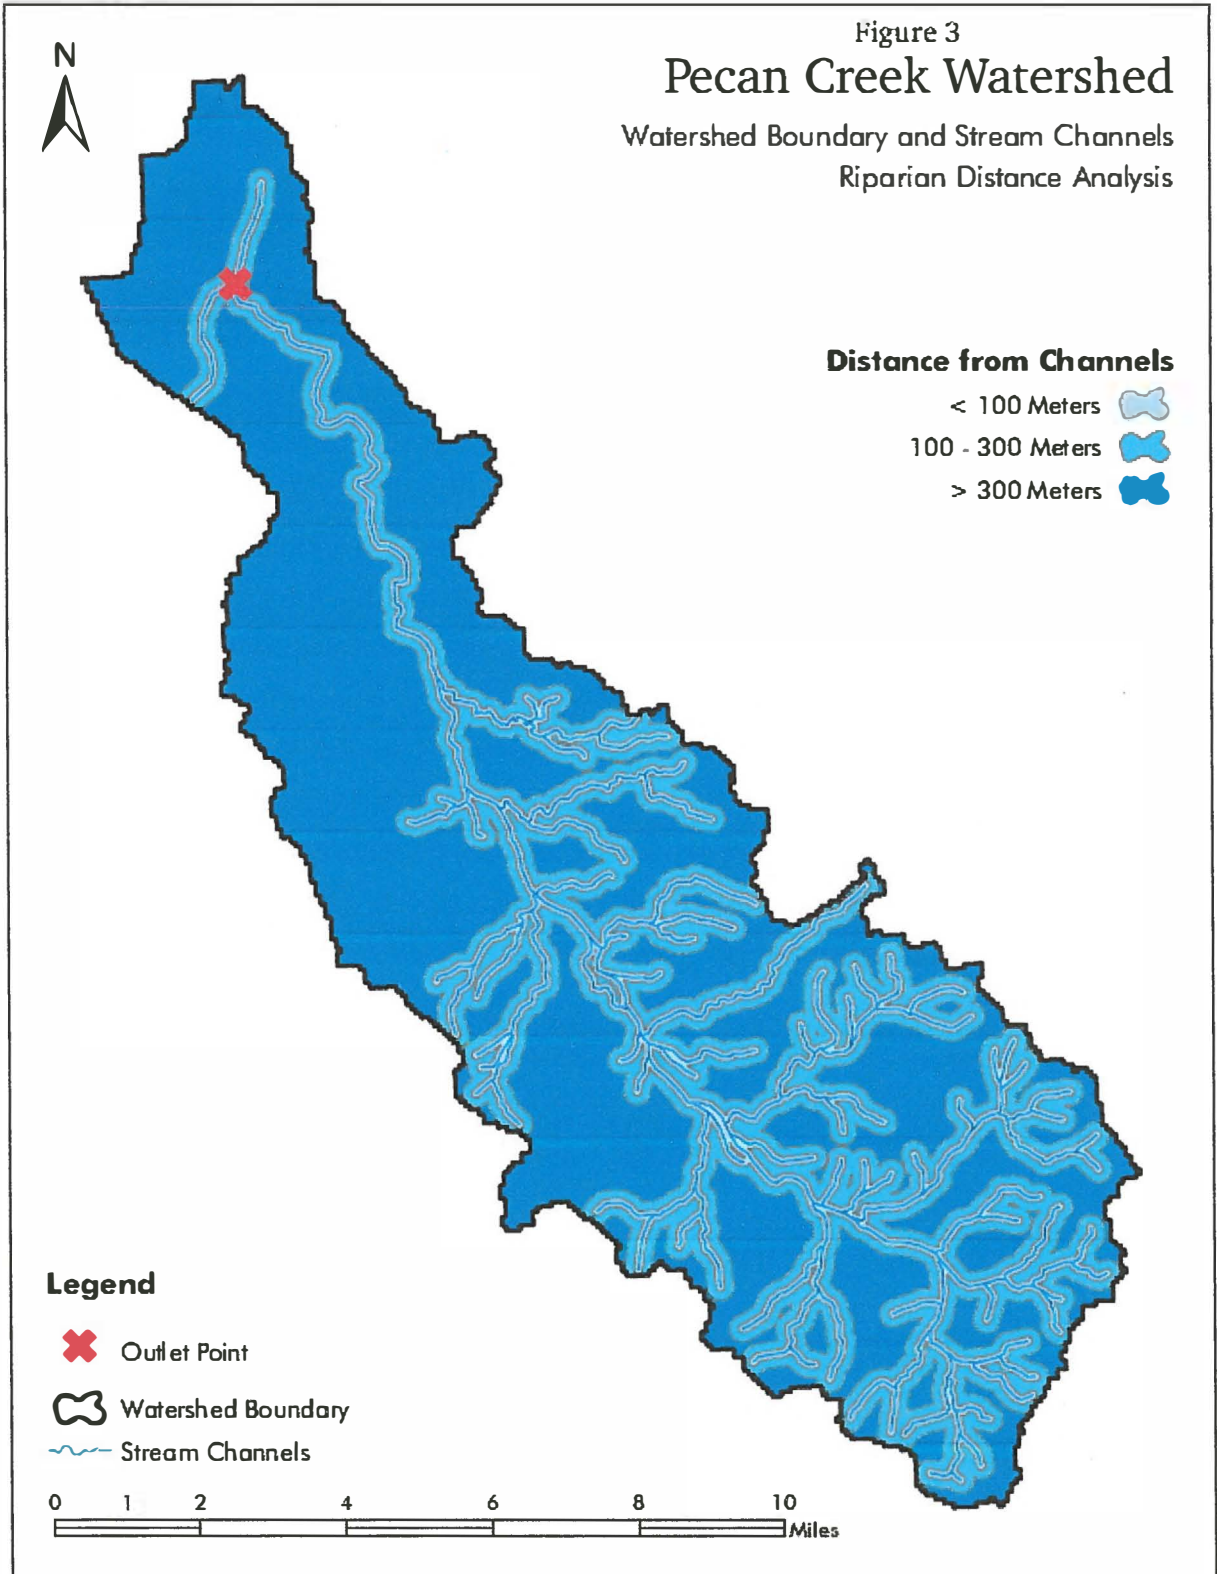 Figure 3
N
Pecan Creek Watershed
Watershed Boundary and Stream Channels
Riparian Distance Analysis
Distance from Channels
< 100 Meters
100 - 300 Meters
> 300 Meters
Legend
Outlet Point
Watershed Boundary
Stream Channels
0 1 2 4 6 8 10
Miles